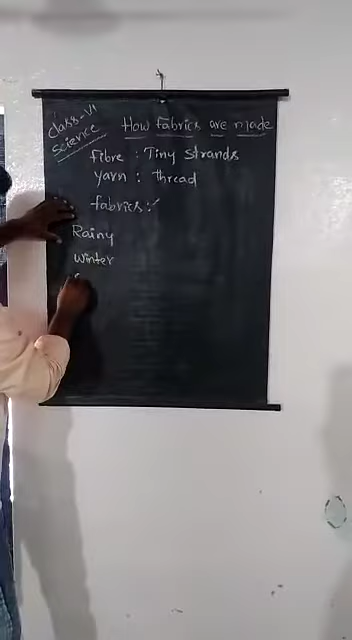 Class-VI
Science
How fabrics are made
fibre : Tiny strands
yarn : thread
fabrics:-
Rainy
winter